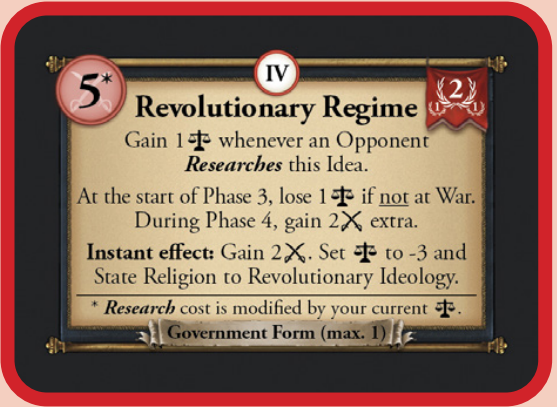 IV
5*
2
1 1
Revolutionary Regime
Gain 1 whenever an Opponent
Researches this Idea.
At the start of Phase 3, lose 1 if not at War.
During Phase 4, gain 2 extra.
Instant effect: Gain 2. Set to -3 and
State Religion to Revolutionary Ideology.
* Research cost is modified by your current .
Government Form (max. 1)